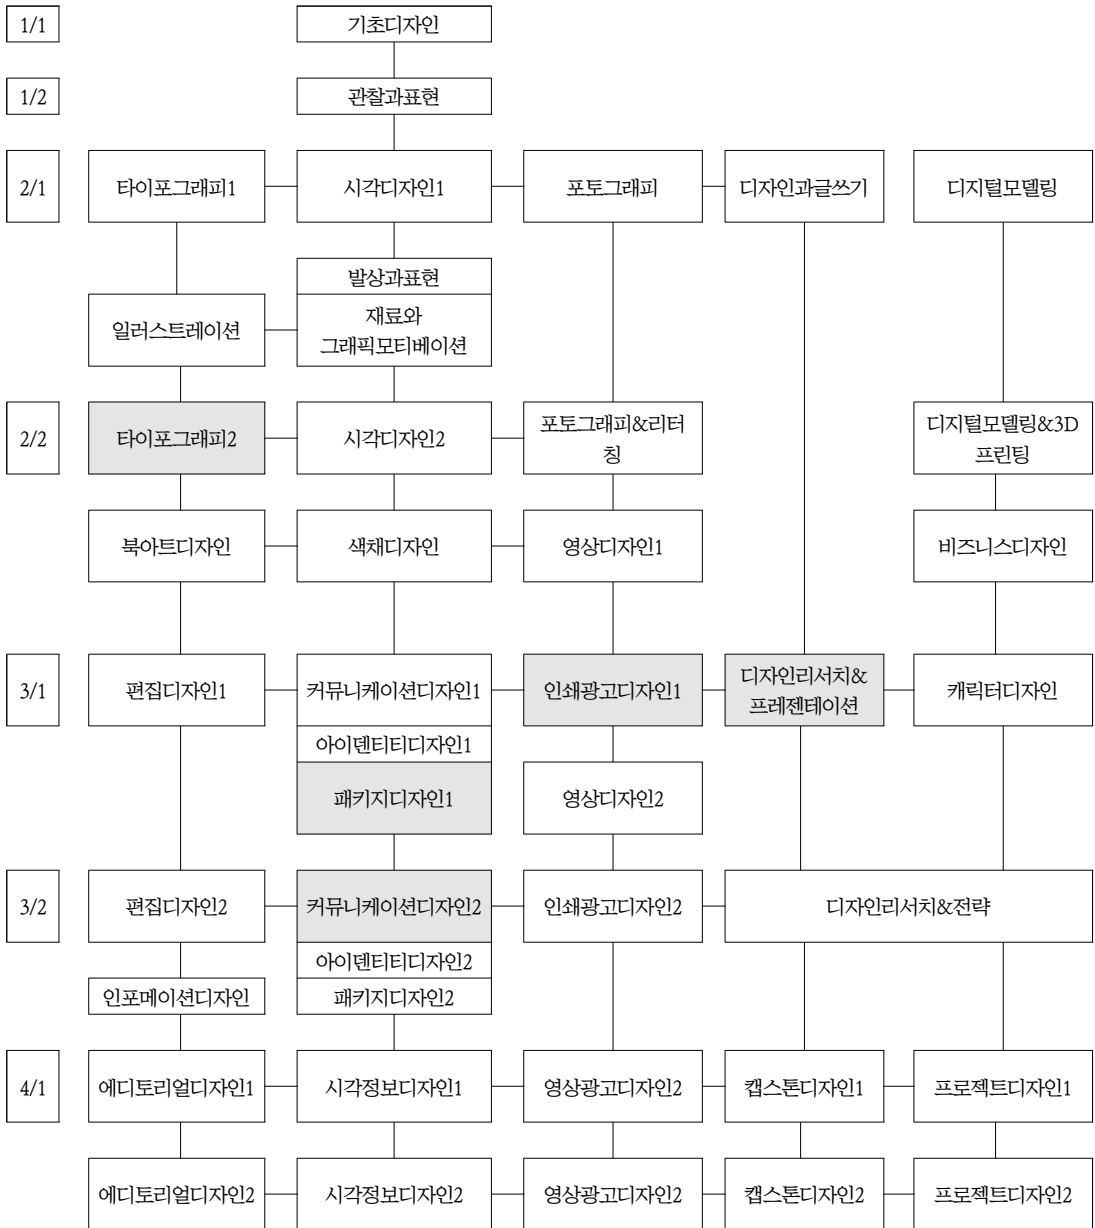 1/1
기초디자인
1/2
관찰과표현
2/1
타이포그래피1
시각디자인1
포토그래피
디자인과글쓰기
디지털모델링
발상과표현
일러스트레이션
재료와
그래픽모티베이션
2/2
타이포그래피2
시각디자인2
포토그래피&리터
칭
디지털모델링&3D
프린팅
북아트디자인
색채디자인
영상디자인1
비즈니스디자인
3/1
편집디자인1
커뮤니케이션디자인1
인쇄광고디자인1
디자인리서치&
프레젠테이션
캐릭터디자인
아이덴티티디자인1
패키지디자인1
영상디자인2
3/2
편집디자인2
커뮤니케이션디자인2
인쇄광고디자인2
디자인리서치&전략
아이덴티티디자인2
인포메이션디자인
패키지디자인2
4/1
에디토리얼디자인1
시각정보디자인1
영상광고디자인2
캡스톤디자인1
프로젝트디자인1
에디토리얼디자인2
시각정보디자인2
영상광고디자인2
캡스톤디자인2
프로젝트디자인2